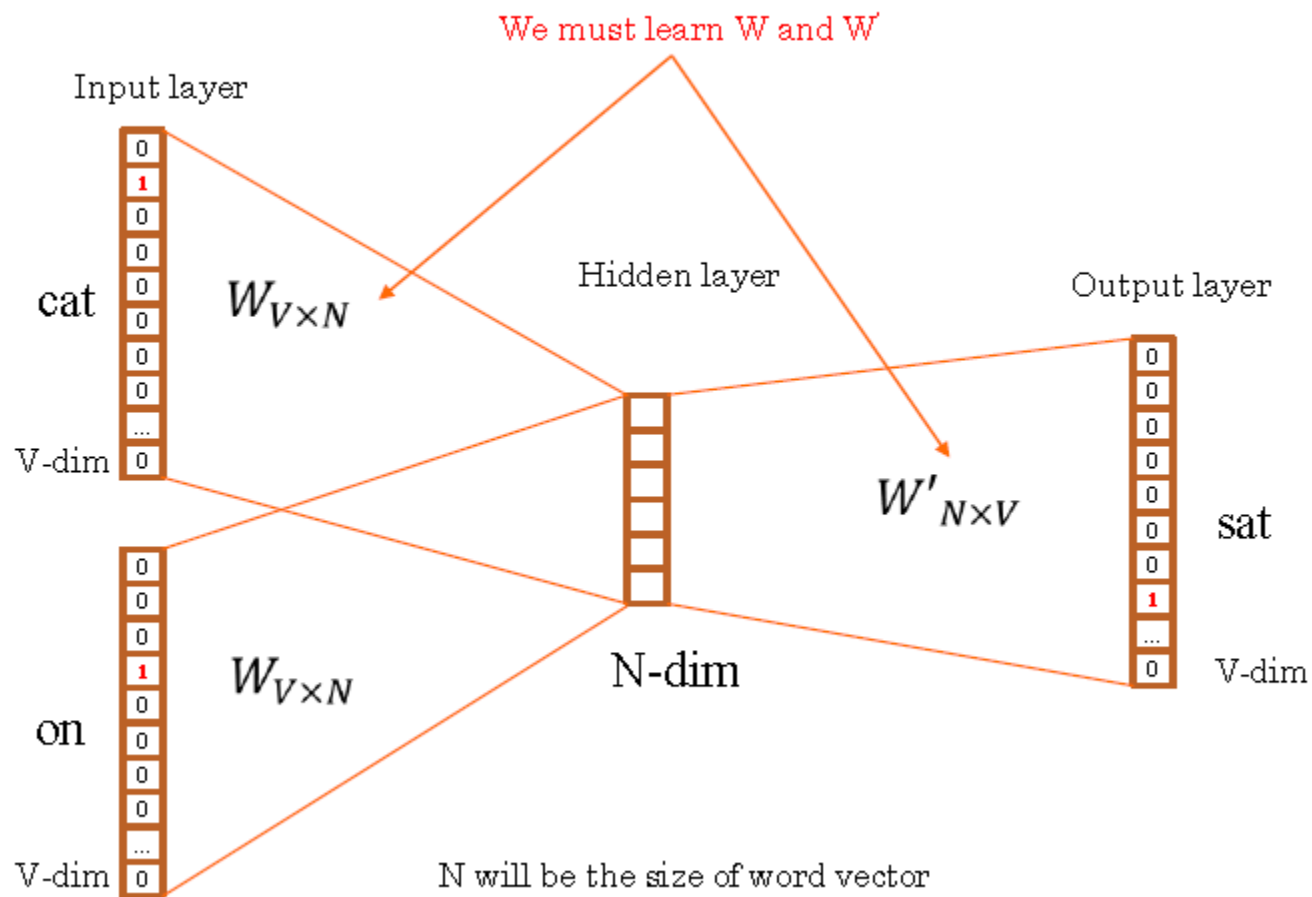 We must learn W and W'
Input layer
0
1
0
0
0
0
0
0
...
0
cat
V-dim
W_{V×N}
Hidden layer
N-dim
Output layer
0
0
0
0
0
0
0
1
...
0
sat
V-dim
W'_{N×V}
0
0
0
1
0
0
0
0
...
0
on
V-dim
W_{V×N}
N will be the size of word vector